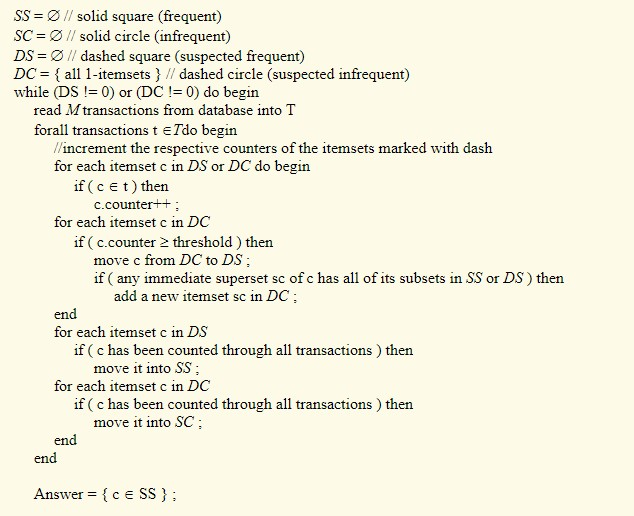 SS = ∅ // solid square (frequent)
SC = ∅ // solid circle (infrequent)
DS = ∅ // dashed square (suspected frequent)
DC = { all 1-itemsets } // dashed circle (suspected infrequent)
while (DS != 0) or (DC != 0) do begin
read M transactions from database into T
forall transactions t ∈Tdo begin
//increment the respective counters of the itemsets marked with dash
for each itemset c in DS or DC do begin
if ( c ∈ t ) then
c.counter++ ;
for each itemset c in DC
if ( c.counter ≥ threshold ) then
move c from DC to DS ;
if ( any immediate superset sc of c has all of its subsets in SS or DS ) then
add a new itemset sc in DC ;
end
for each itemset c in DS
if ( c has been counted through all transactions ) then
move it into SS ;
for each itemset c in DC
if ( c has been counted through all transactions ) then
move it into SC ;
end
end
Answer = { c ∈ SS } ;